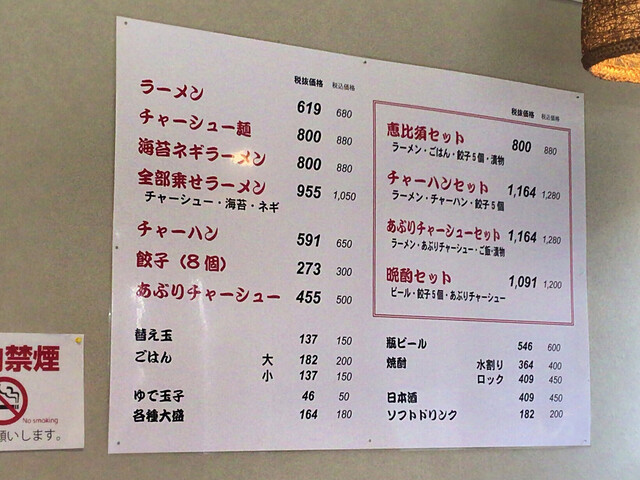 税抜価格 税込価格
ラーメン 619 680
チャーシュー麺 800 880
海苔ネギラーメン 800 880
全部乗せラーメン 955 1,050
チャーシュー・海苔・ネギ
チャーハン 591 650
餃子(8個) 273 300
あぶりチャーシュー 455 500
替え玉 137 150
ごはん 大 182 200
小 137 150
ゆで玉子 46 50
各種大盛 164 180
税抜価格 税込価格
恵比須セット 800 880
ラーメン・ごはん・餃子5個・漬物
チャーハンセット 1,164 1,280
ラーメン・チャーハン・餃子5個
あぶりチャーシューセット 1,164 1,280
ラーメン・あぶりチャーシュー・ご飯・漬物
晩酌セット 1,091 1,200
ビール・餃子5個・あぶりチャーシュー
瓶ビール 546 600
焼酎 水割り 364 400
ロック 409 450
日本酒 409 450
ソフトドリンク 182 200
禁煙
No smoking
願いします。